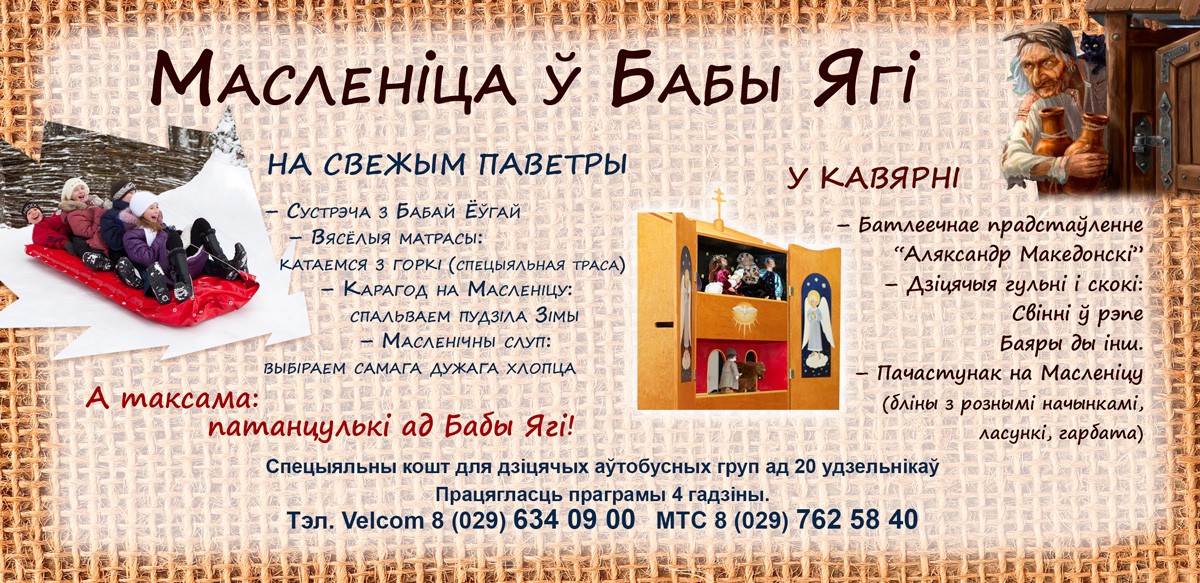 Масленіца ў Бабы Ягі
НА СВЕЖЫМ ПАВЕТРЫ
– Сустрэча з Бабай Ёўгай
– Вясёлыя матрасы:
катаемся з горкі (спецыяльная траса)
– Карагод на Масленіцу:
спальваем пудзіла Зімы
– Масленічны слуп:
выбіраем самага дужага хлопца
А таксама:
патанцулькі ад Бабы Ягі!
У КАВЯРНІ
– Батлеечнае прадстаўленне
“Аляксандр Македонскі”
– Дзіцячыя гульні і скокі:
Свінні ў рэпе
Баяры ды інш.
– Пачастунак на Масленіцу
(бліны з рознымі начынкамі,
ласункі, гарбата)
Спецыяльны кошт для дзіцячых аўтобусных груп ад 20 удзельнікаў
Працягласць праграмы 4 гадзіны.
Тэл. Velcom 8 (029) 634 09 00 МТС 8 (029) 762 58 40